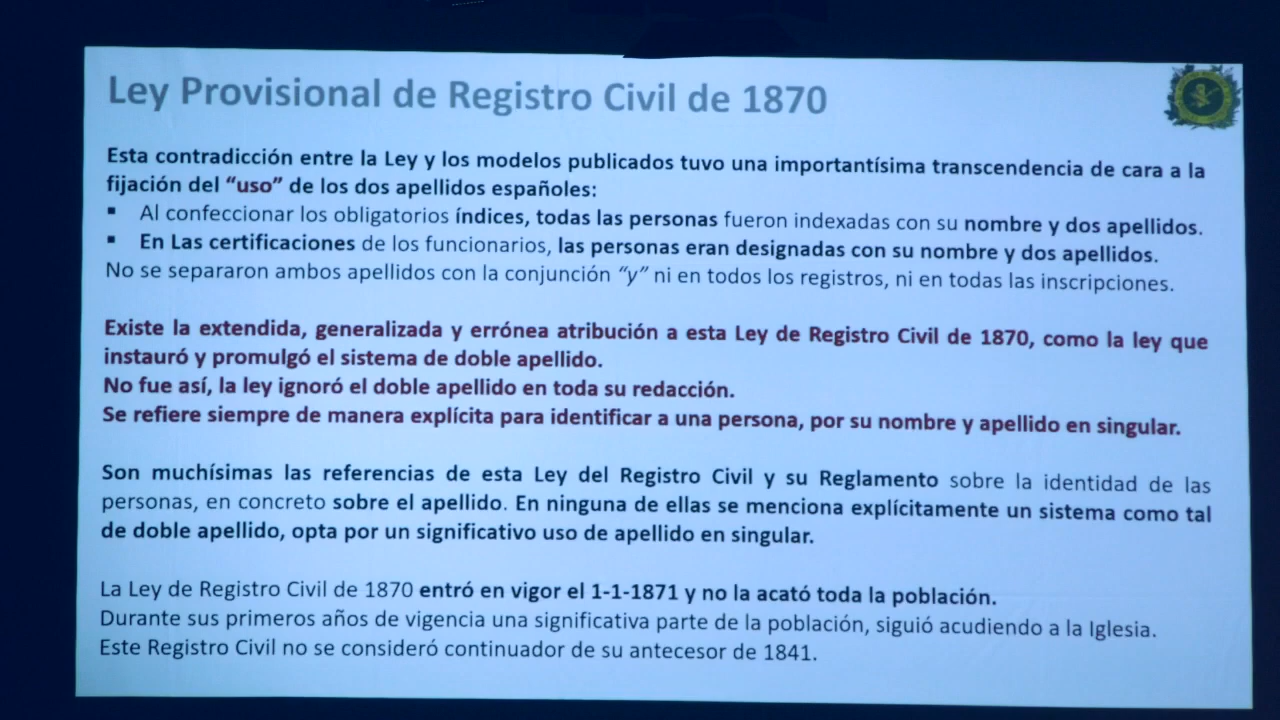 Ley Provisional de Registro Civil de 1870
Esta contradicción entre la Ley y los modelos publicados tuvo una importantísima transcendencia de cara a la
fijación del “uso” de los dos apellidos españoles:
▪ Al confeccionar los obligatorios índices, todas las personas fueron indexadas con su nombre y dos apellidos.
▪ En Las certificaciones de los funcionarios, las personas eran designadas con su nombre y dos apellidos.
No se separaron ambos apellidos con la conjunción “y” ni en todos los registros, ni en todas las inscripciones.
Existe la extendida, generalizada y errónea atribución a esta Ley de Registro Civil de 1870, como la ley que
instauró y promulgó el sistema de doble apellido.
No fue así, la ley ignoró el doble apellido en toda su redacción.
Se refiere siempre de manera explícita para identificar a una persona, por su nombre y apellido en singular.
Son muchísimas las referencias de esta Ley del Registro Civil y su Reglamento sobre la identidad de las
personas, en concreto sobre el apellido. En ninguna de ellas se menciona explícitamente un sistema como tal
de doble apellido, opta por un significativo uso de apellido en singular.
La Ley de Registro Civil de 1870 entró en vigor el 1-1-1871 y no la acató toda la población.
Durante sus primeros años de vigencia una significativa parte de la población, siguió acudiendo a la Iglesia.
Este Registro Civil no se consideró continuador de su antecesor de 1841.